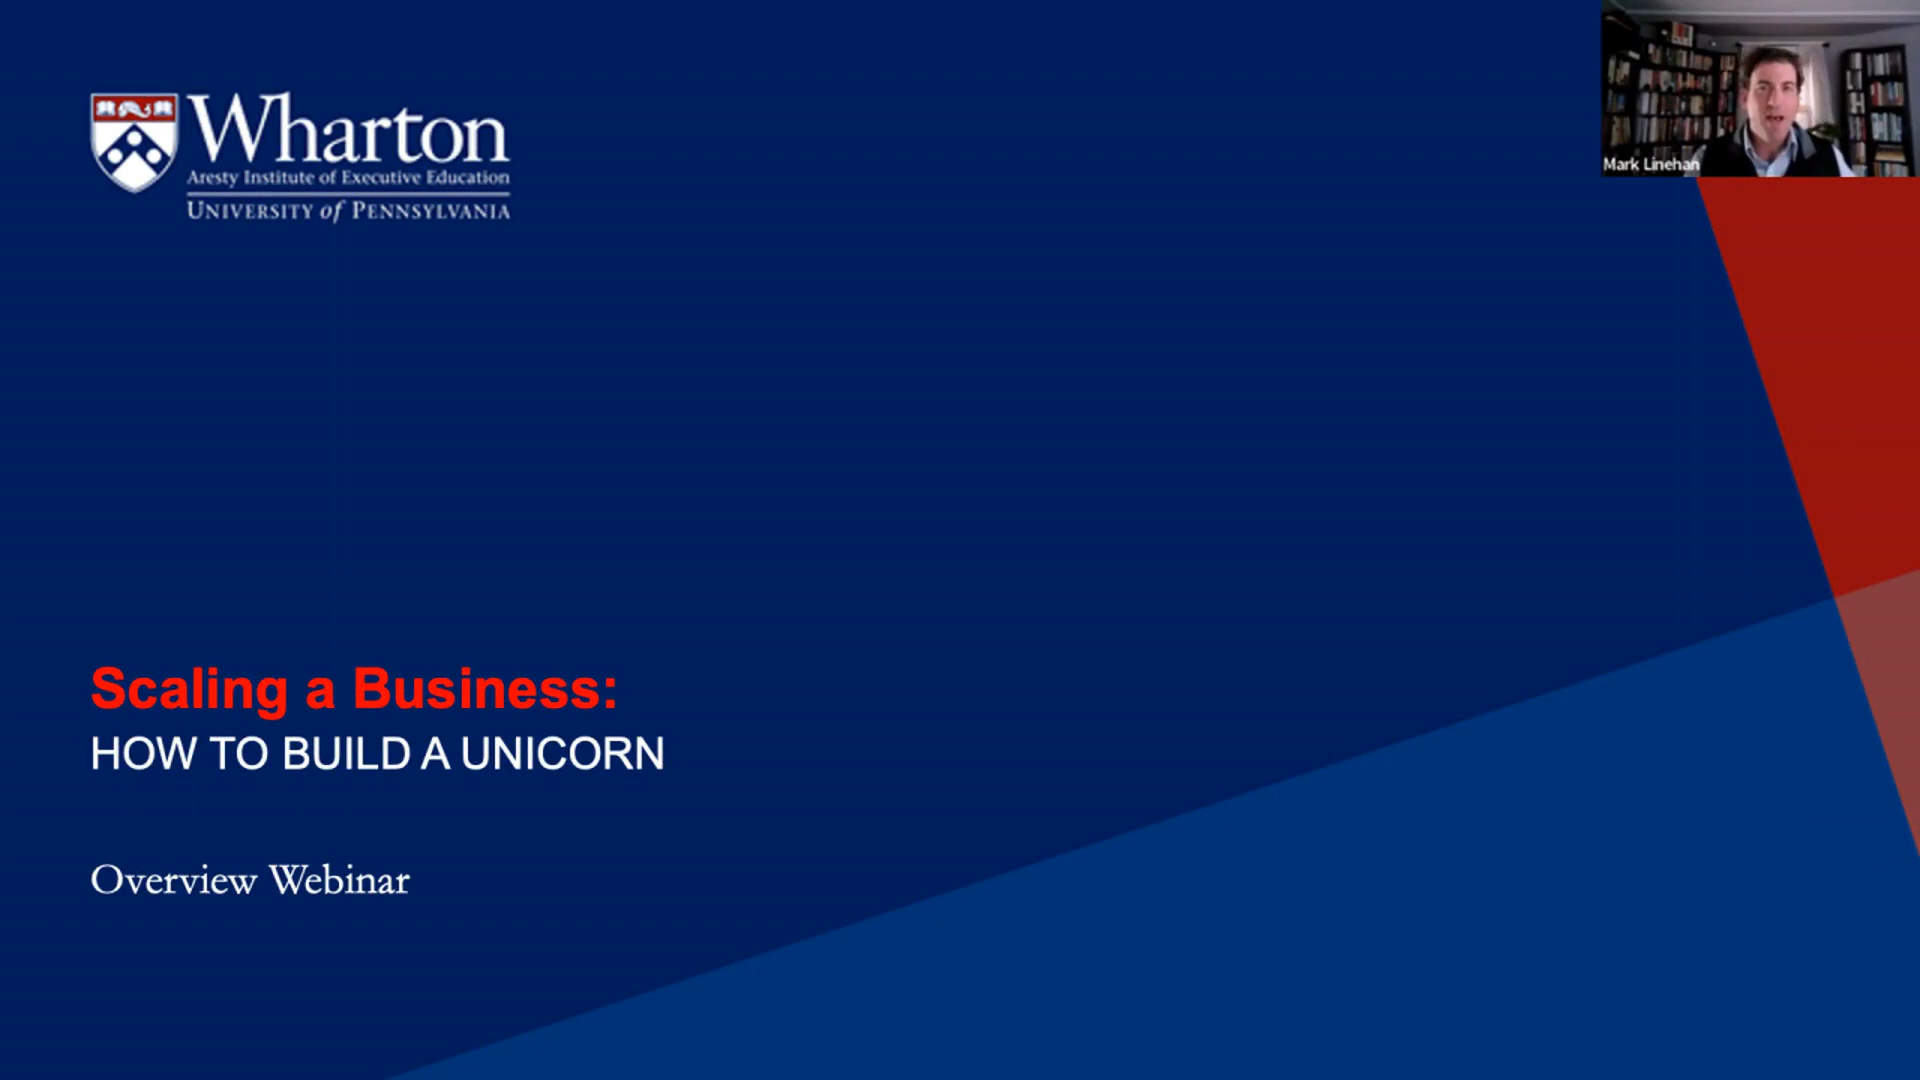 Wharton
Aresty Institute of Executive Education
UNIVERSITY of PENNSYLVANIA
Mark Linehan
Scaling a Business:
HOW TO BUILD A UNICORN
Overview Webinar